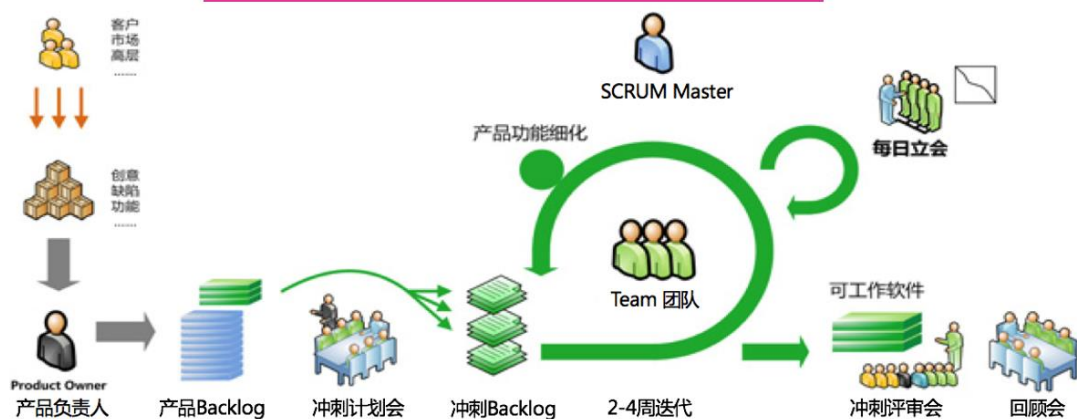 客户
市场
高层
......
创意
缺陷
功能
......
Product Owner
产品负责人
产品Backlog
冲刺计划会
冲刺Backlog
产品功能细化
SCRUM Master
Team 团队
2-4周迭代
每日立会
可工作软件
冲刺评审会
回顾会